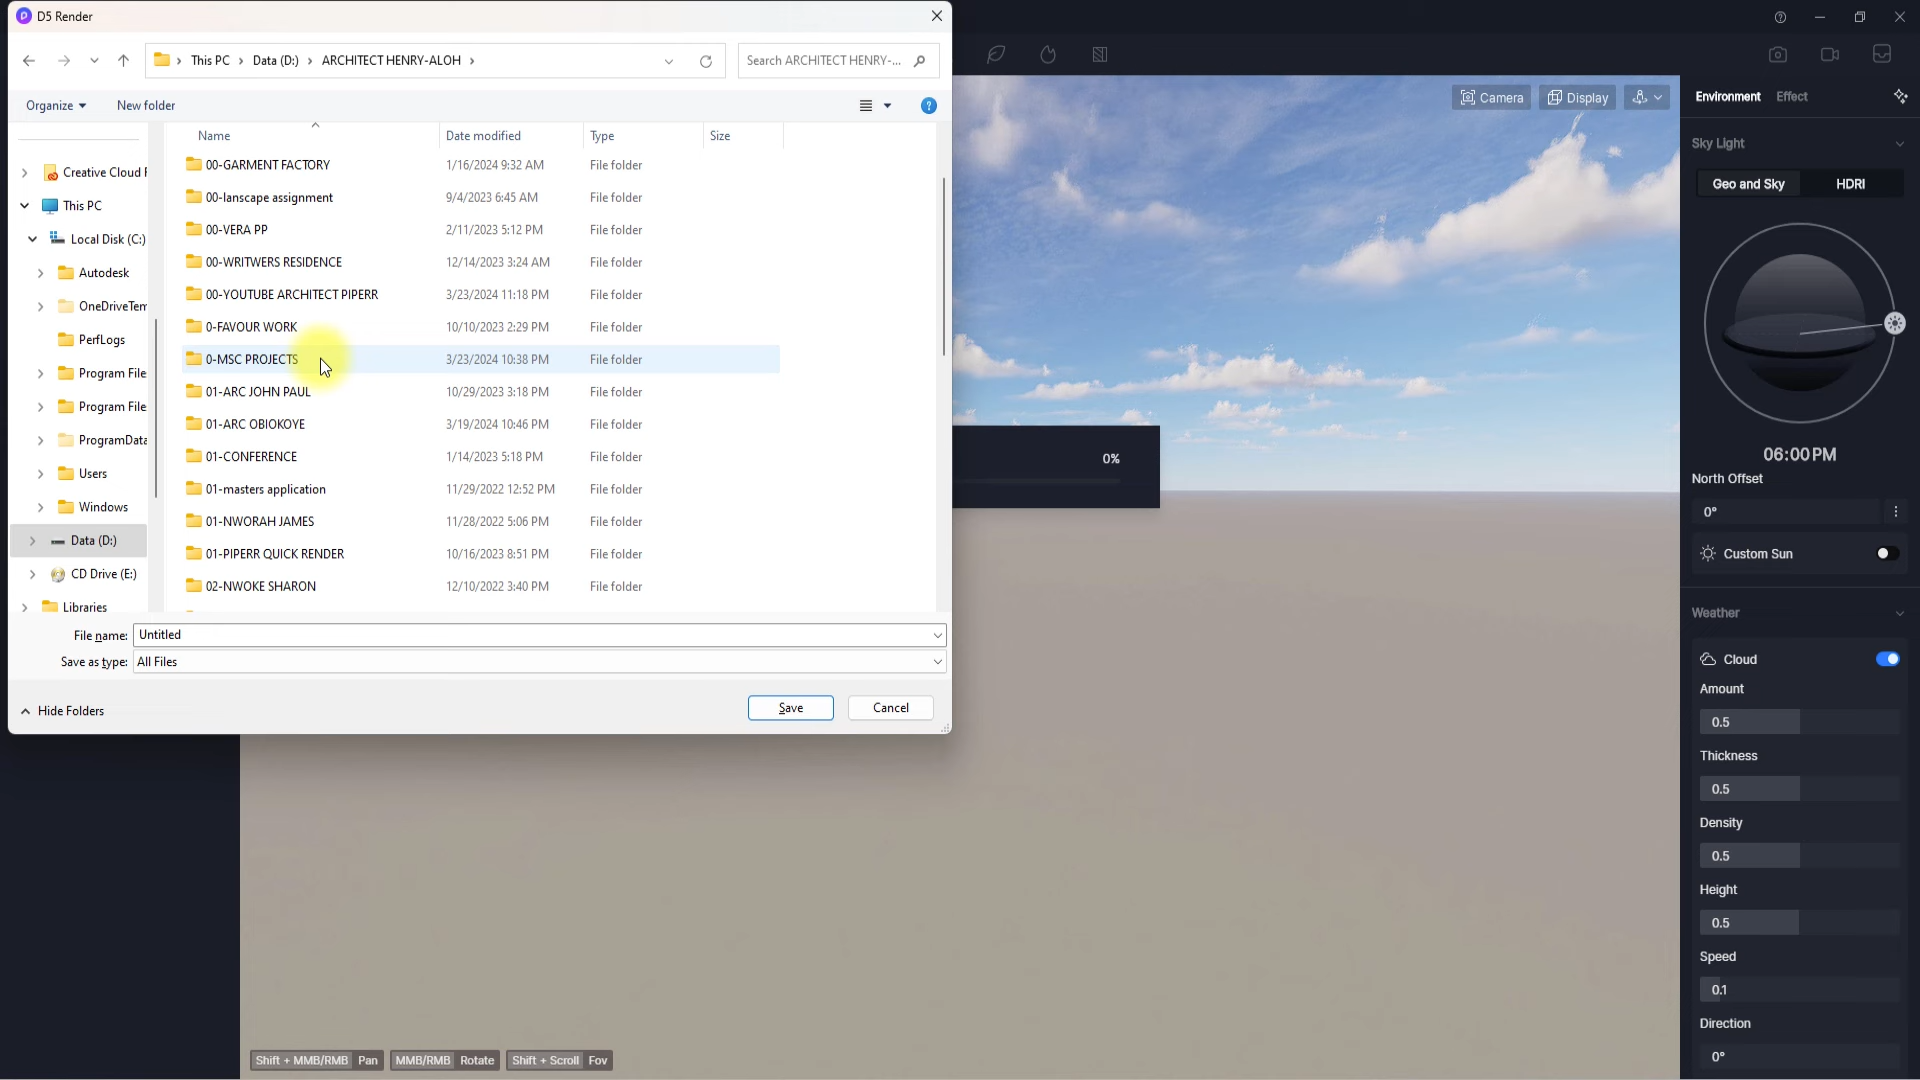 D5 Render
This PC > Data (D:) > ARCHITECT HENRY-ALOH >
Search ARCHITECT HENRY-...
Organize
New folder
Name
Date modified
Type
Size
00-GARMENT FACTORY 1/16/2024 9:32 AM File folder
00-lanscape assignment 9/4/2023 6:45 AM File folder
00-VERA PP 2/11/2023 5:12 PM File folder
00-WRITWERS RESIDENCE 12/14/2023 3:24 AM File folder
00-YOUTUBE ARCHITECT PIPERR 3/23/2024 11:18 PM File folder
0-FAVOUR WORK 10/10/2023 2:29 PM File folder
0-MSC PROJECTS 3/23/2024 10:38 PM File folder
01-ARC JOHN PAUL 10/29/2023 3:18 PM File folder
01-ARC OBIOKOYE 3/19/2024 10:46 PM File folder
01-CONFERENCE 1/14/2023 5:18 PM File folder
01-masters application 11/29/2022 12:52 PM File folder
01-NWORAH JAMES 11/28/2022 5:06 PM File folder
01-PIPERR QUICK RENDER 10/16/2023 8:51 PM File folder
02-NWOKE SHARON 12/10/2022 3:40 PM File folder
Creative Cloud F
This PC
Local Disk (C:)
Autodesk
OneDriveTem
PerfLogs
Program File
Program File
ProgramData
Users
Windows
Data (D:)
CD Drive (E:)
Libraries
File name: Untitled
Save as type: All Files
Hide Folders
Save
Cancel
0%
Camera
Display
Environment
Effect
Sky Light
Geo and Sky
HDRI
06:00PM
North Offset
0°
Custom Sun
Weather
Cloud
Amount
0.5
Thickness
0.5
Density
0.5
Height
0.5
Speed
0.1
Direction
0°
Shift + MMB/RMB Pan
MMB/RMB Rotate
Shift + Scroll Fov